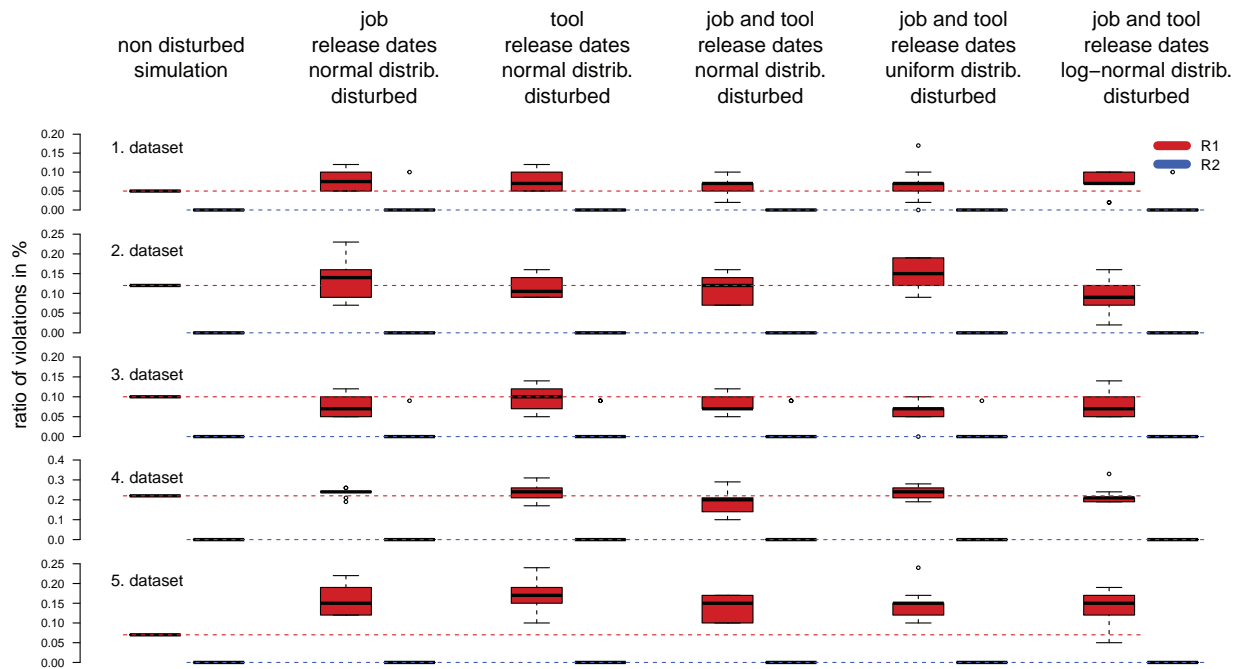 non disturbed
simulation
job
release dates
normal distrib.
disturbed
tool
release dates
normal distrib.
disturbed
job and tool
release dates
normal distrib.
disturbed
job and tool
release dates
uniform distrib.
disturbed
job and tool
release dates
log−normal distrib.
disturbed
ratio of violations in %
1. dataset
0.20
0.15
0.10
0.05
0.00
R1
R2
2. dataset
0.25
0.20
0.15
0.10
0.05
0.00
3. dataset
0.20
0.15
0.10
0.05
0.00
4. dataset
0.4
0.3
0.2
0.1
0.0
5. dataset
0.25
0.20
0.15
0.10
0.05
0.00